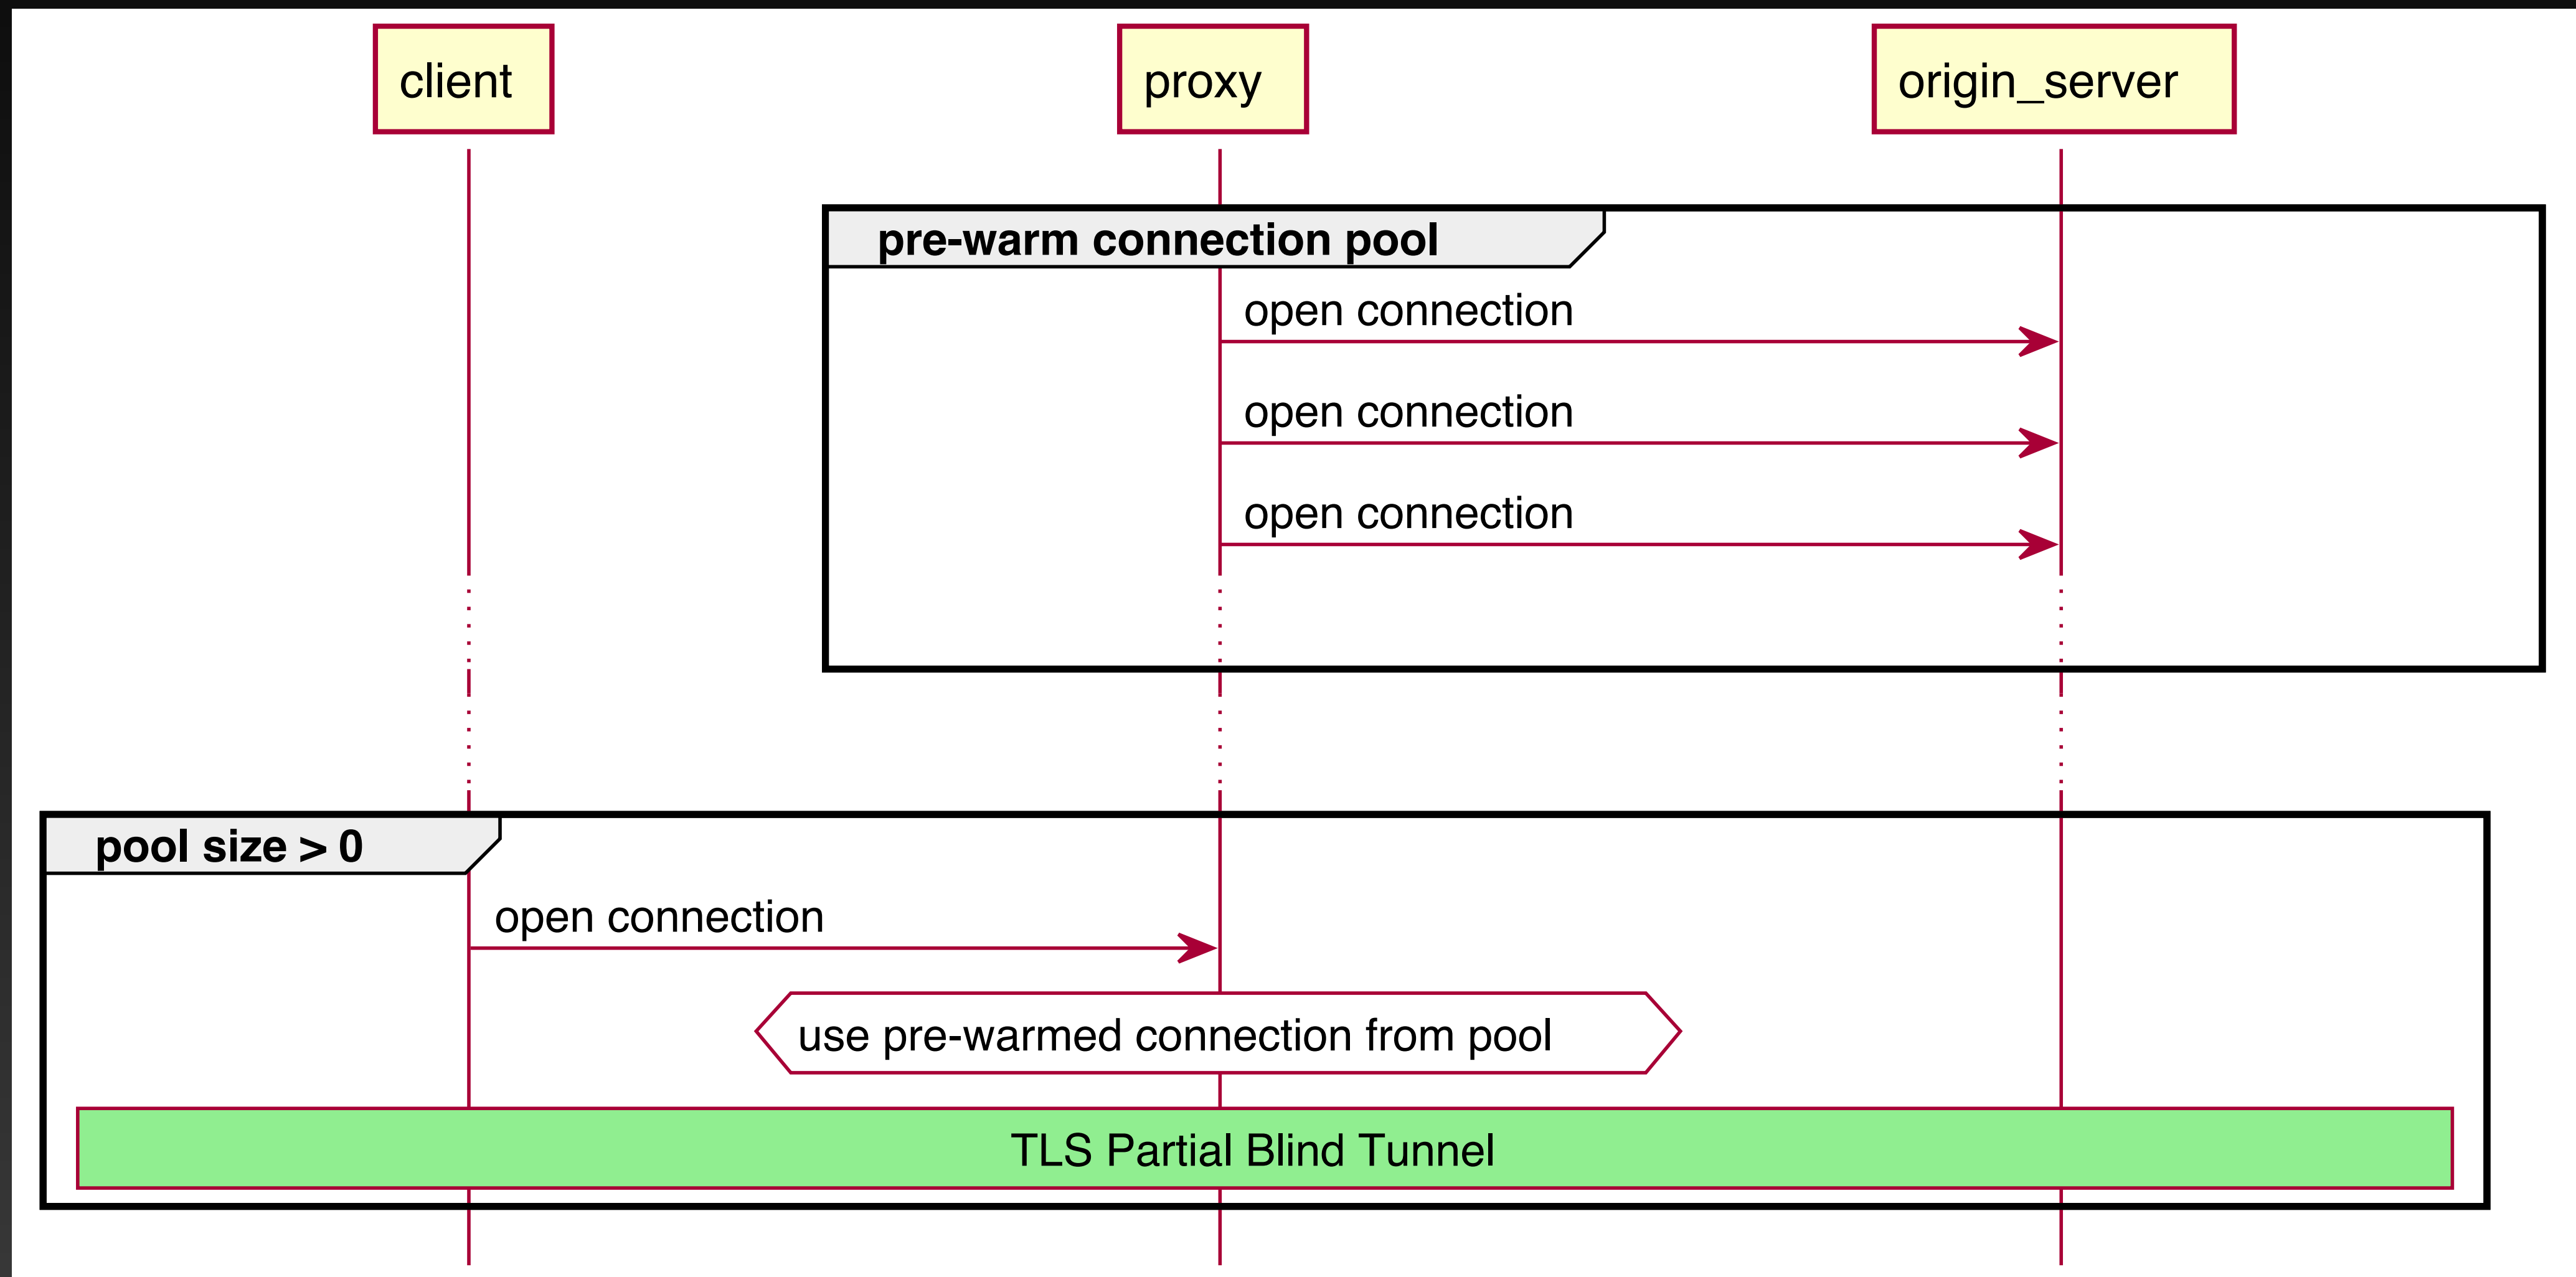 client
proxy
origin_server
pre-warm connection pool
open connection
open connection
open connection
pool size > 0
open connection
use pre-warmed connection from pool
TLS Partial Blind Tunnel